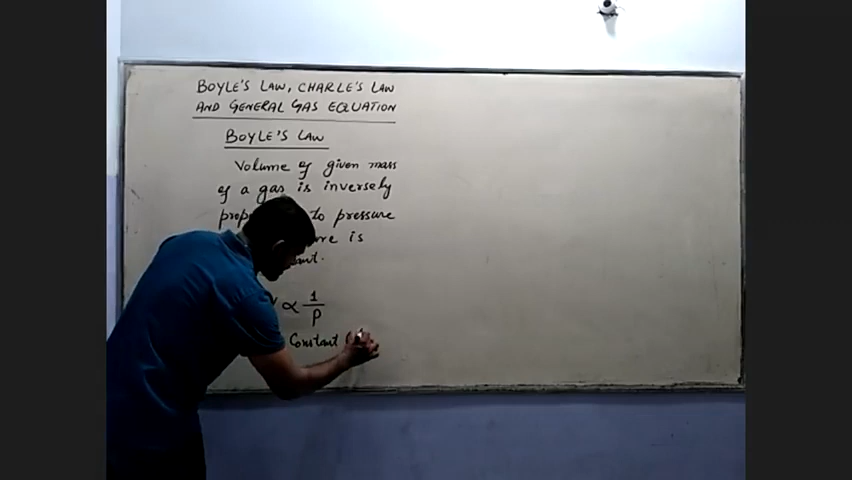 BOYLE'S LAW, CHARLE'S LAW
AND GENERAL GAS EQUATION
BOYLE'S LAW
Volume of given mass
of a gas is inversely
to pressure
is
V ∝ 1/P
Constant